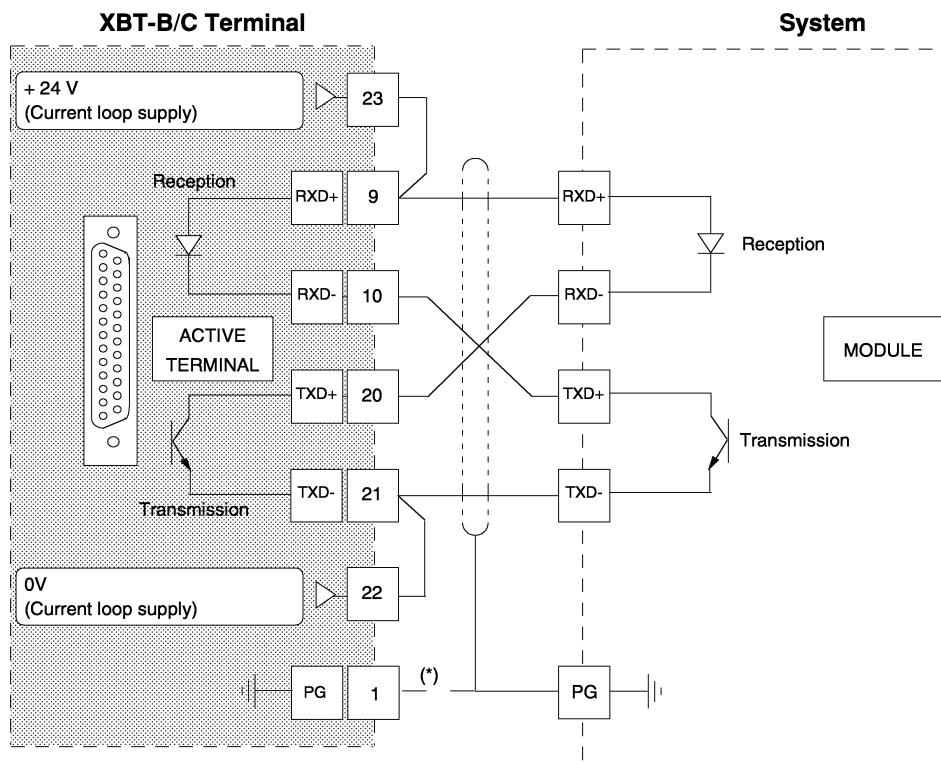 XBT-B/C Terminal
System
+ 24 V
(Current loop supply)
23
Reception
RXD+
9
RXD+
Reception
RXD-
10
RXD-
ACTIVE
TERMINAL
MODULE
TXD+
20
TXD+
Transmission
TXD-
21
TXD-
Transmission
0V
(Current loop supply)
22
(*)
PG
1
PG